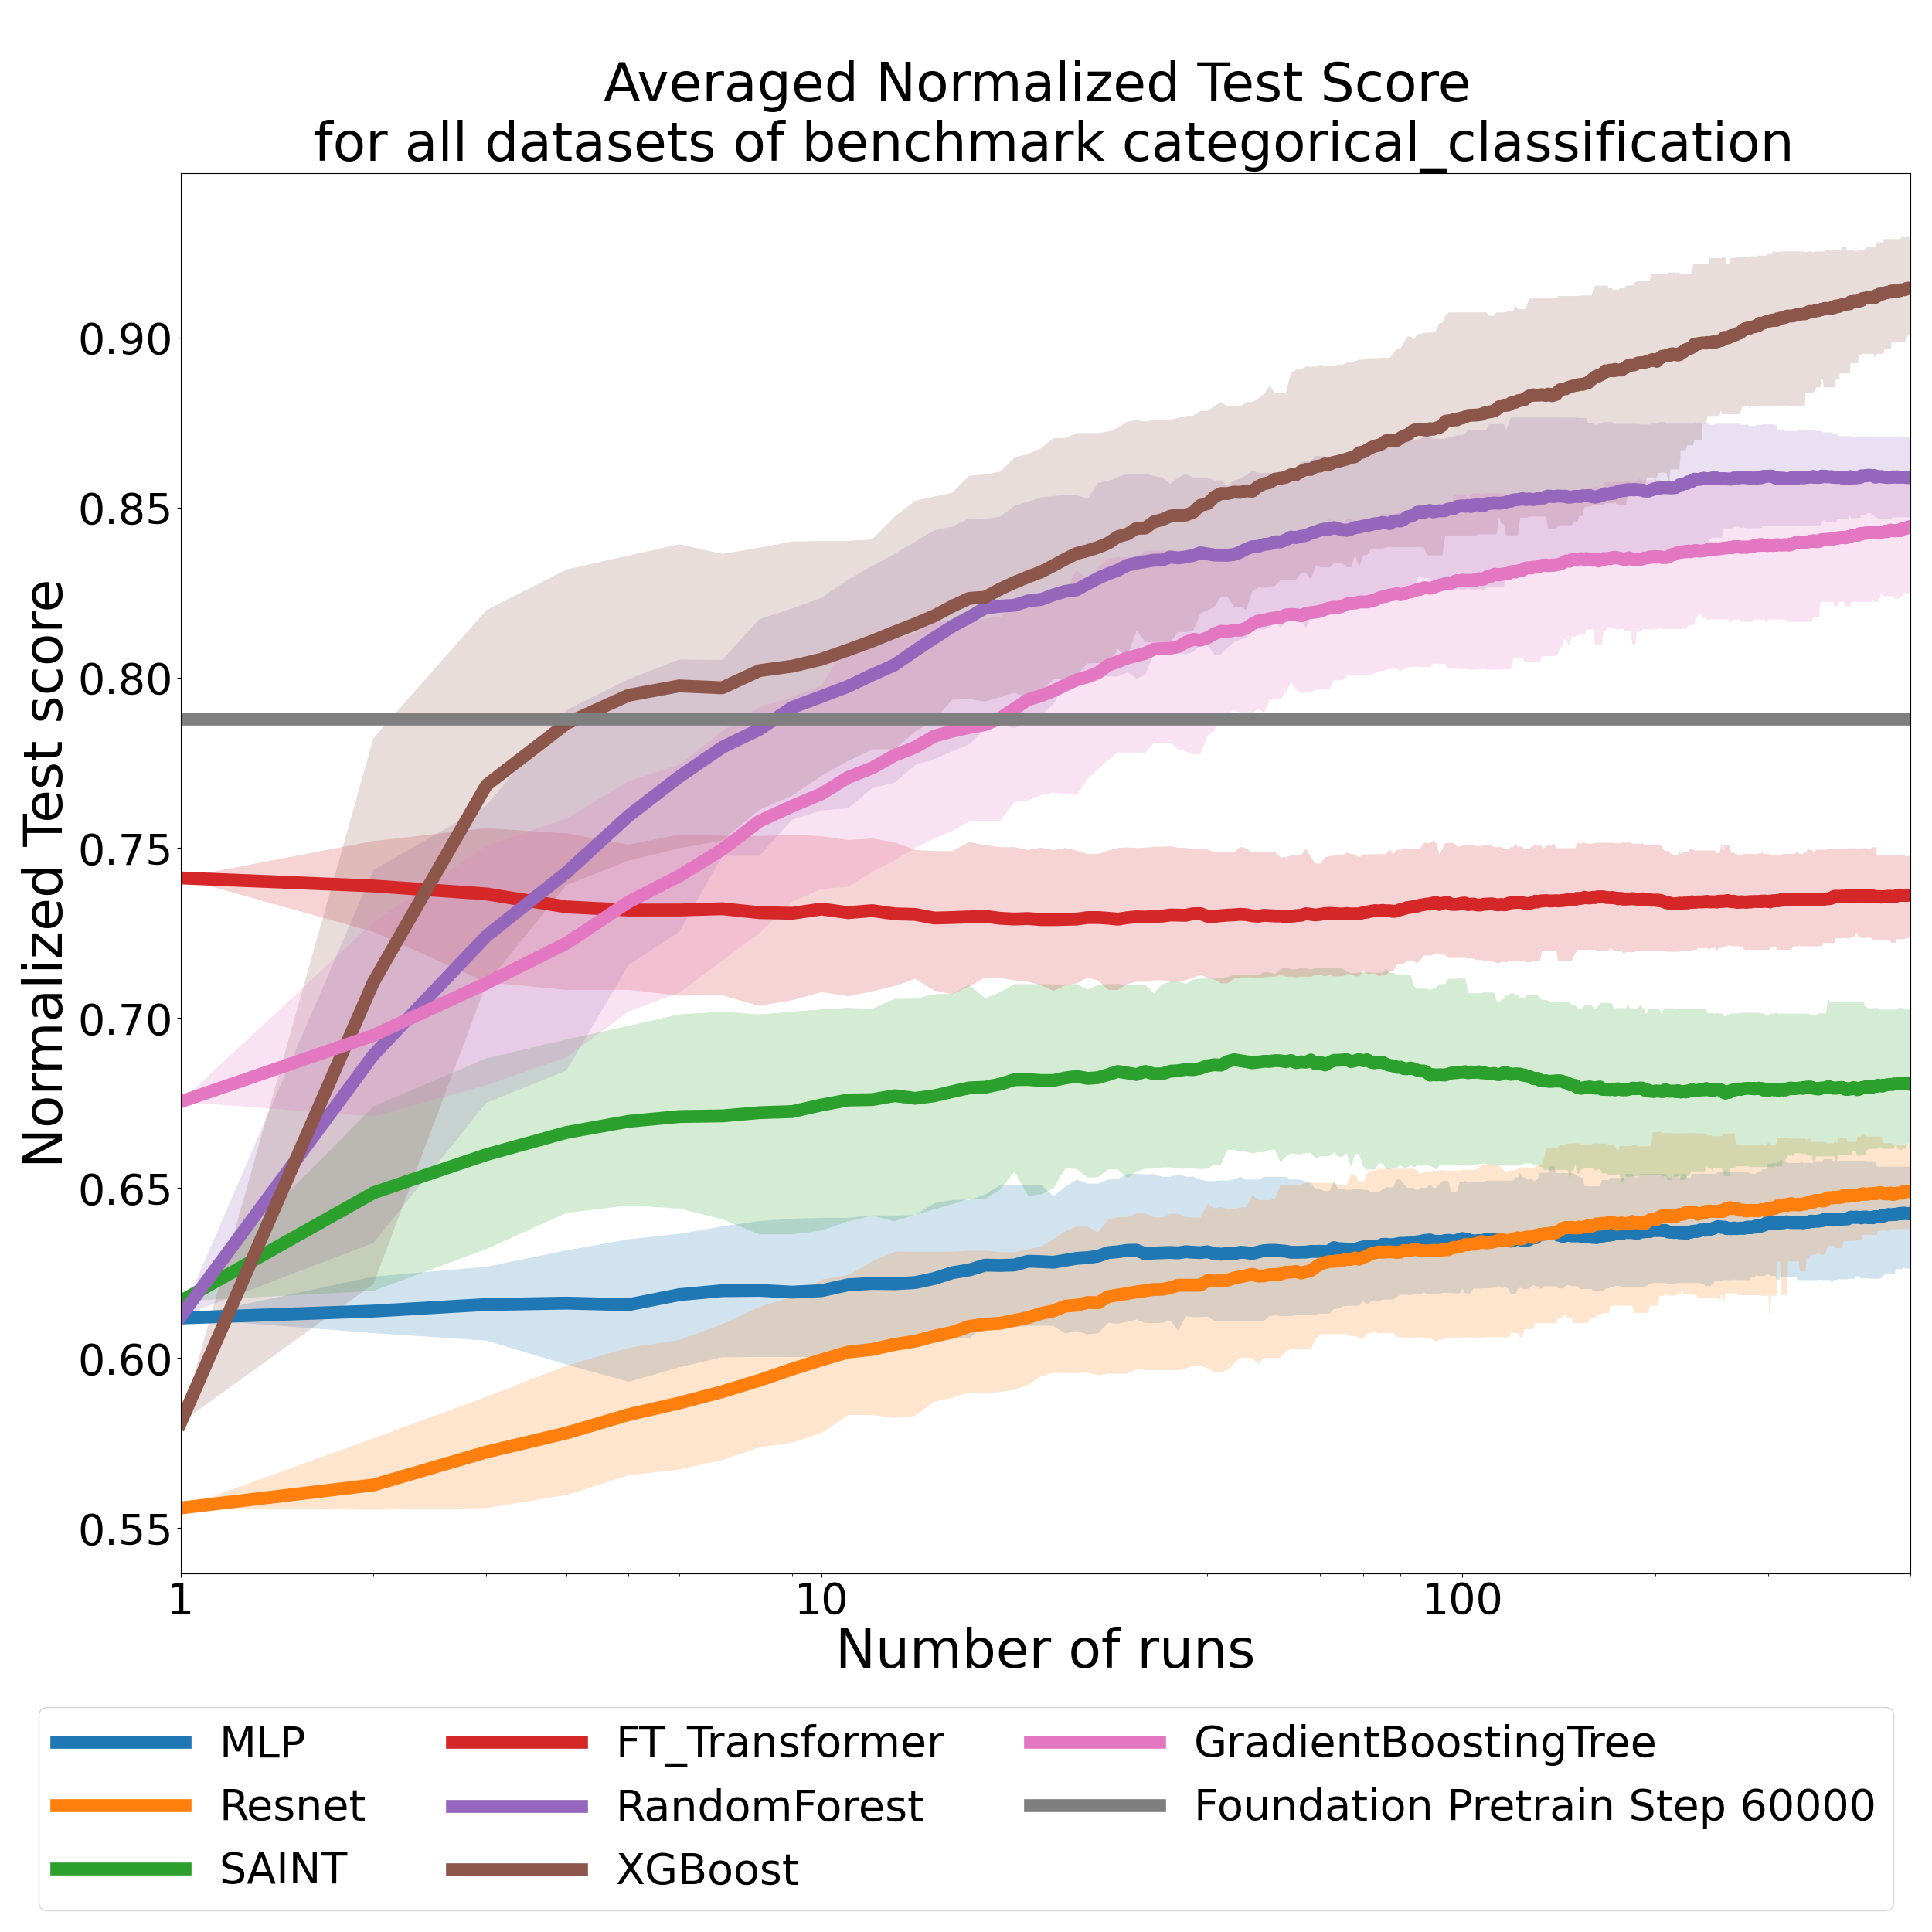 Averaged Normalized Test Score
for all datasets of benchmark categorical_classification
Normalized Test score
0.90
0.85
0.80
0.75
0.70
0.65
0.60
0.55
1
10
100
Number of runs
MLP
Resnet
SAINT
FT_Transformer
RandomForest
XGBoost
GradientBoostingTree
Foundation Pretrain Step 60000